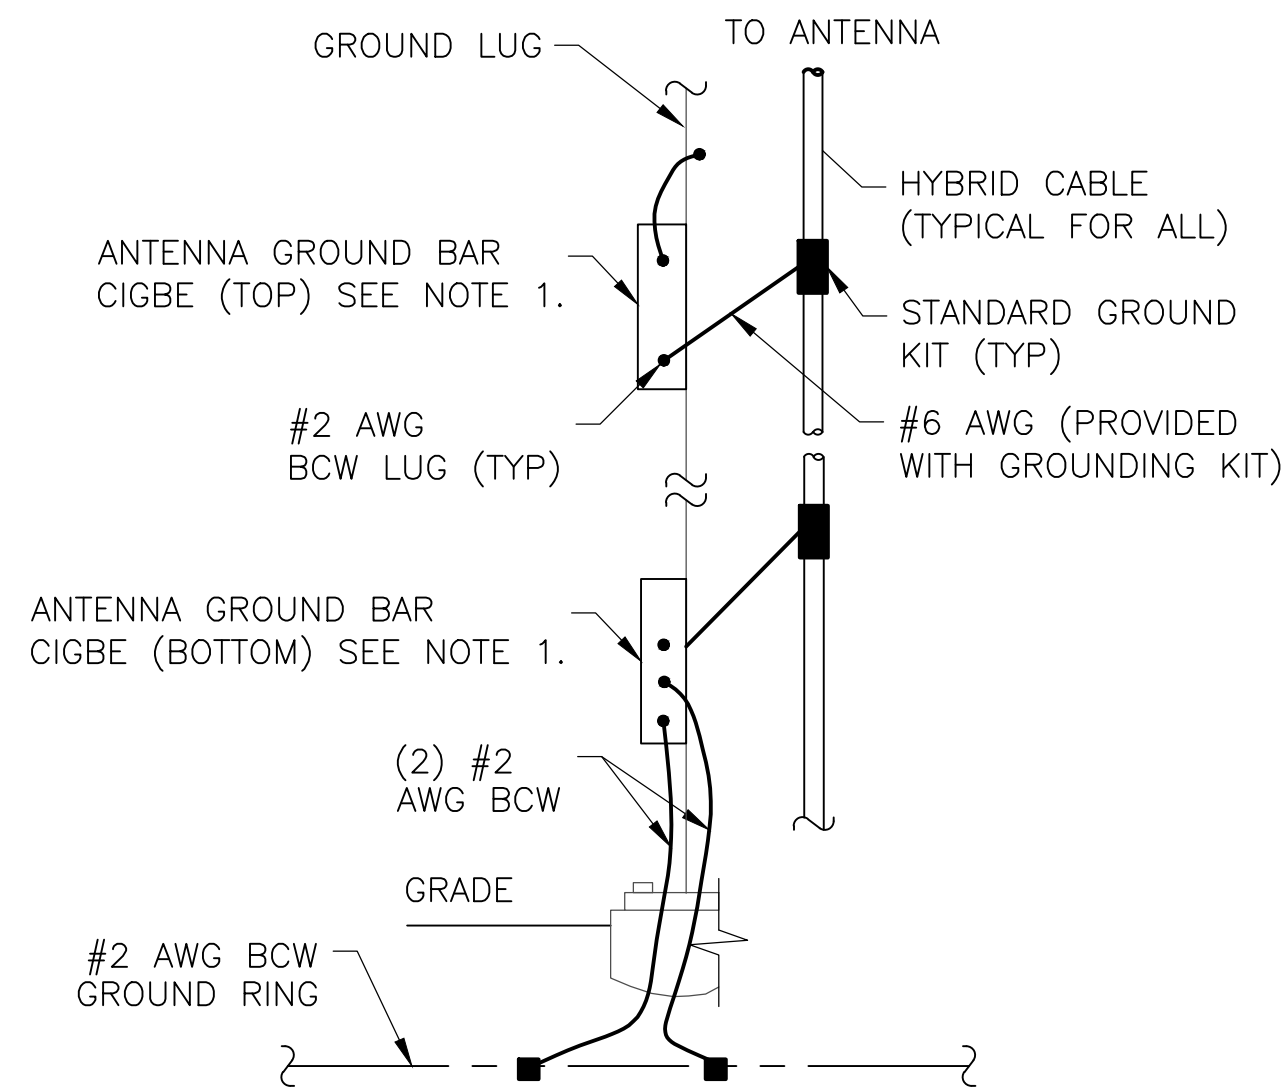 TO ANTENNA
GROUND LUG
HYBRID CABLE
(TYPICAL FOR ALL)
ANTENNA GROUND BAR
CIGBE (TOP) SEE NOTE 1.
STANDARD GROUND
KIT (TYP)
#2 AWG
BCW LUG (TYP)
#6 AWG (PROVIDED
WITH GROUNDING KIT)
ANTENNA GROUND BAR
CIGBE (BOTTOM) SEE NOTE 1.
(2) #2
AWG BCW
GRADE
#2 AWG BCW
GROUND RING